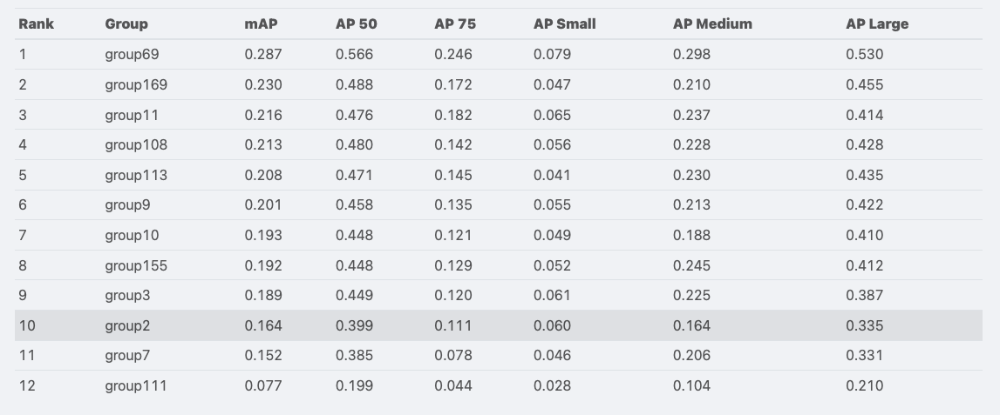 Rank Group mAP AP 50 AP 75 AP Small AP Medium AP Large
1 group69 0.287 0.566 0.246 0.079 0.298 0.530
2 group169 0.230 0.488 0.172 0.047 0.210 0.455
3 group11 0.216 0.476 0.182 0.065 0.237 0.414
4 group108 0.213 0.480 0.142 0.056 0.228 0.428
5 group113 0.208 0.471 0.145 0.041 0.230 0.435
6 group9 0.201 0.458 0.135 0.055 0.213 0.422
7 group10 0.193 0.448 0.121 0.049 0.188 0.410
8 group155 0.192 0.448 0.129 0.052 0.245 0.412
9 group3 0.189 0.449 0.120 0.061 0.225 0.387
10 group2 0.164 0.399 0.111 0.060 0.164 0.335
11 group7 0.152 0.385 0.078 0.046 0.206 0.331
12 group111 0.077 0.199 0.044 0.028 0.104 0.210